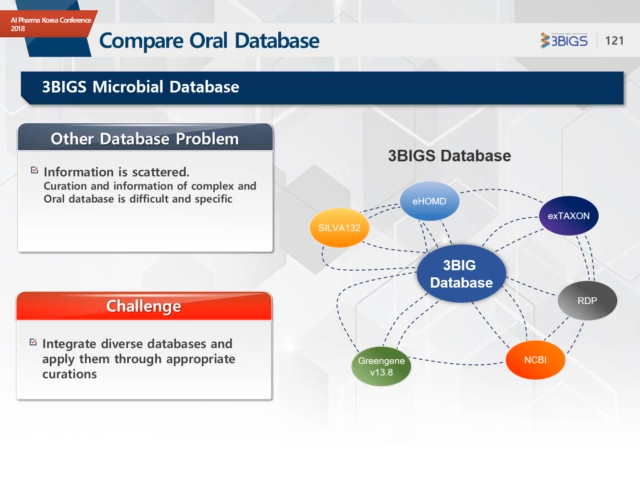 AI Pharma Korea Conference
2018
Compare Oral Database
3BIGS
121
3BIGS Microbial Database
Other Database Problem
Information is scattered.
Curation and information of complex and
Oral database is difficult and specific
Challenge
Integrate diverse databases and
apply them through appropriate
curations
3BIGS Database
eHOMD
SILVA132
exTAXON
3BIG
Database
RDP
Greengene
v13.8
NCBI